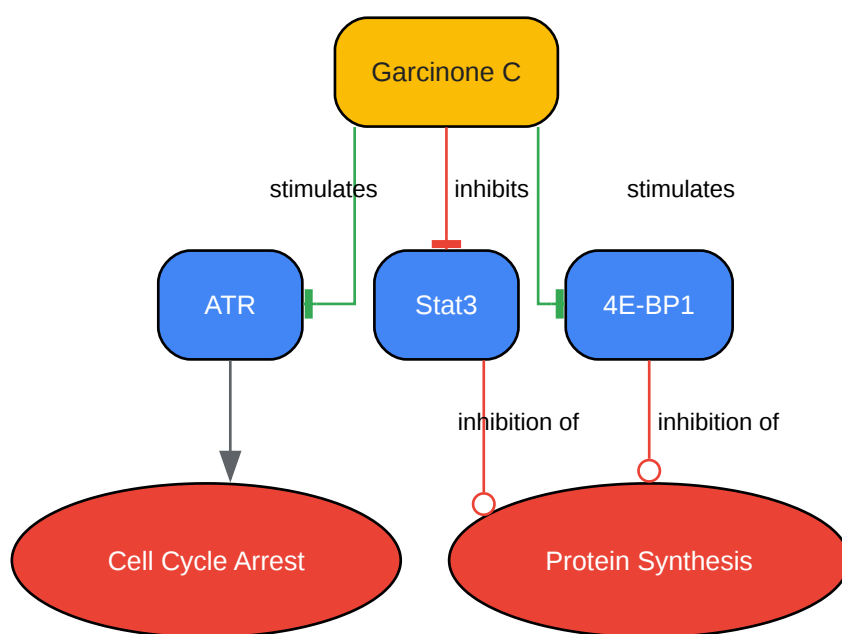 Garcinone C
stimulates
inhibits
stimulates
ATR
Stat3
4E-BP1
inhibition of
inhibition of
Cell Cycle Arrest
Protein Synthesis